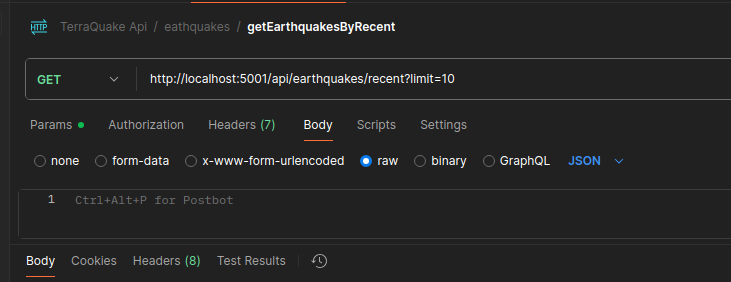 HTTP TerraQuake Api / eathquakes / getEarthquakesByRecent
GET http://localhost:5001/api/earthquakes/recent?limit=10
Params Authorization Headers (7) Body Scripts Settings
none form-data x-www-form-urlencoded raw binary GraphQL JSON
1 Ctrl+Alt+P for Postbot
Body Cookies Headers (8) Test Results